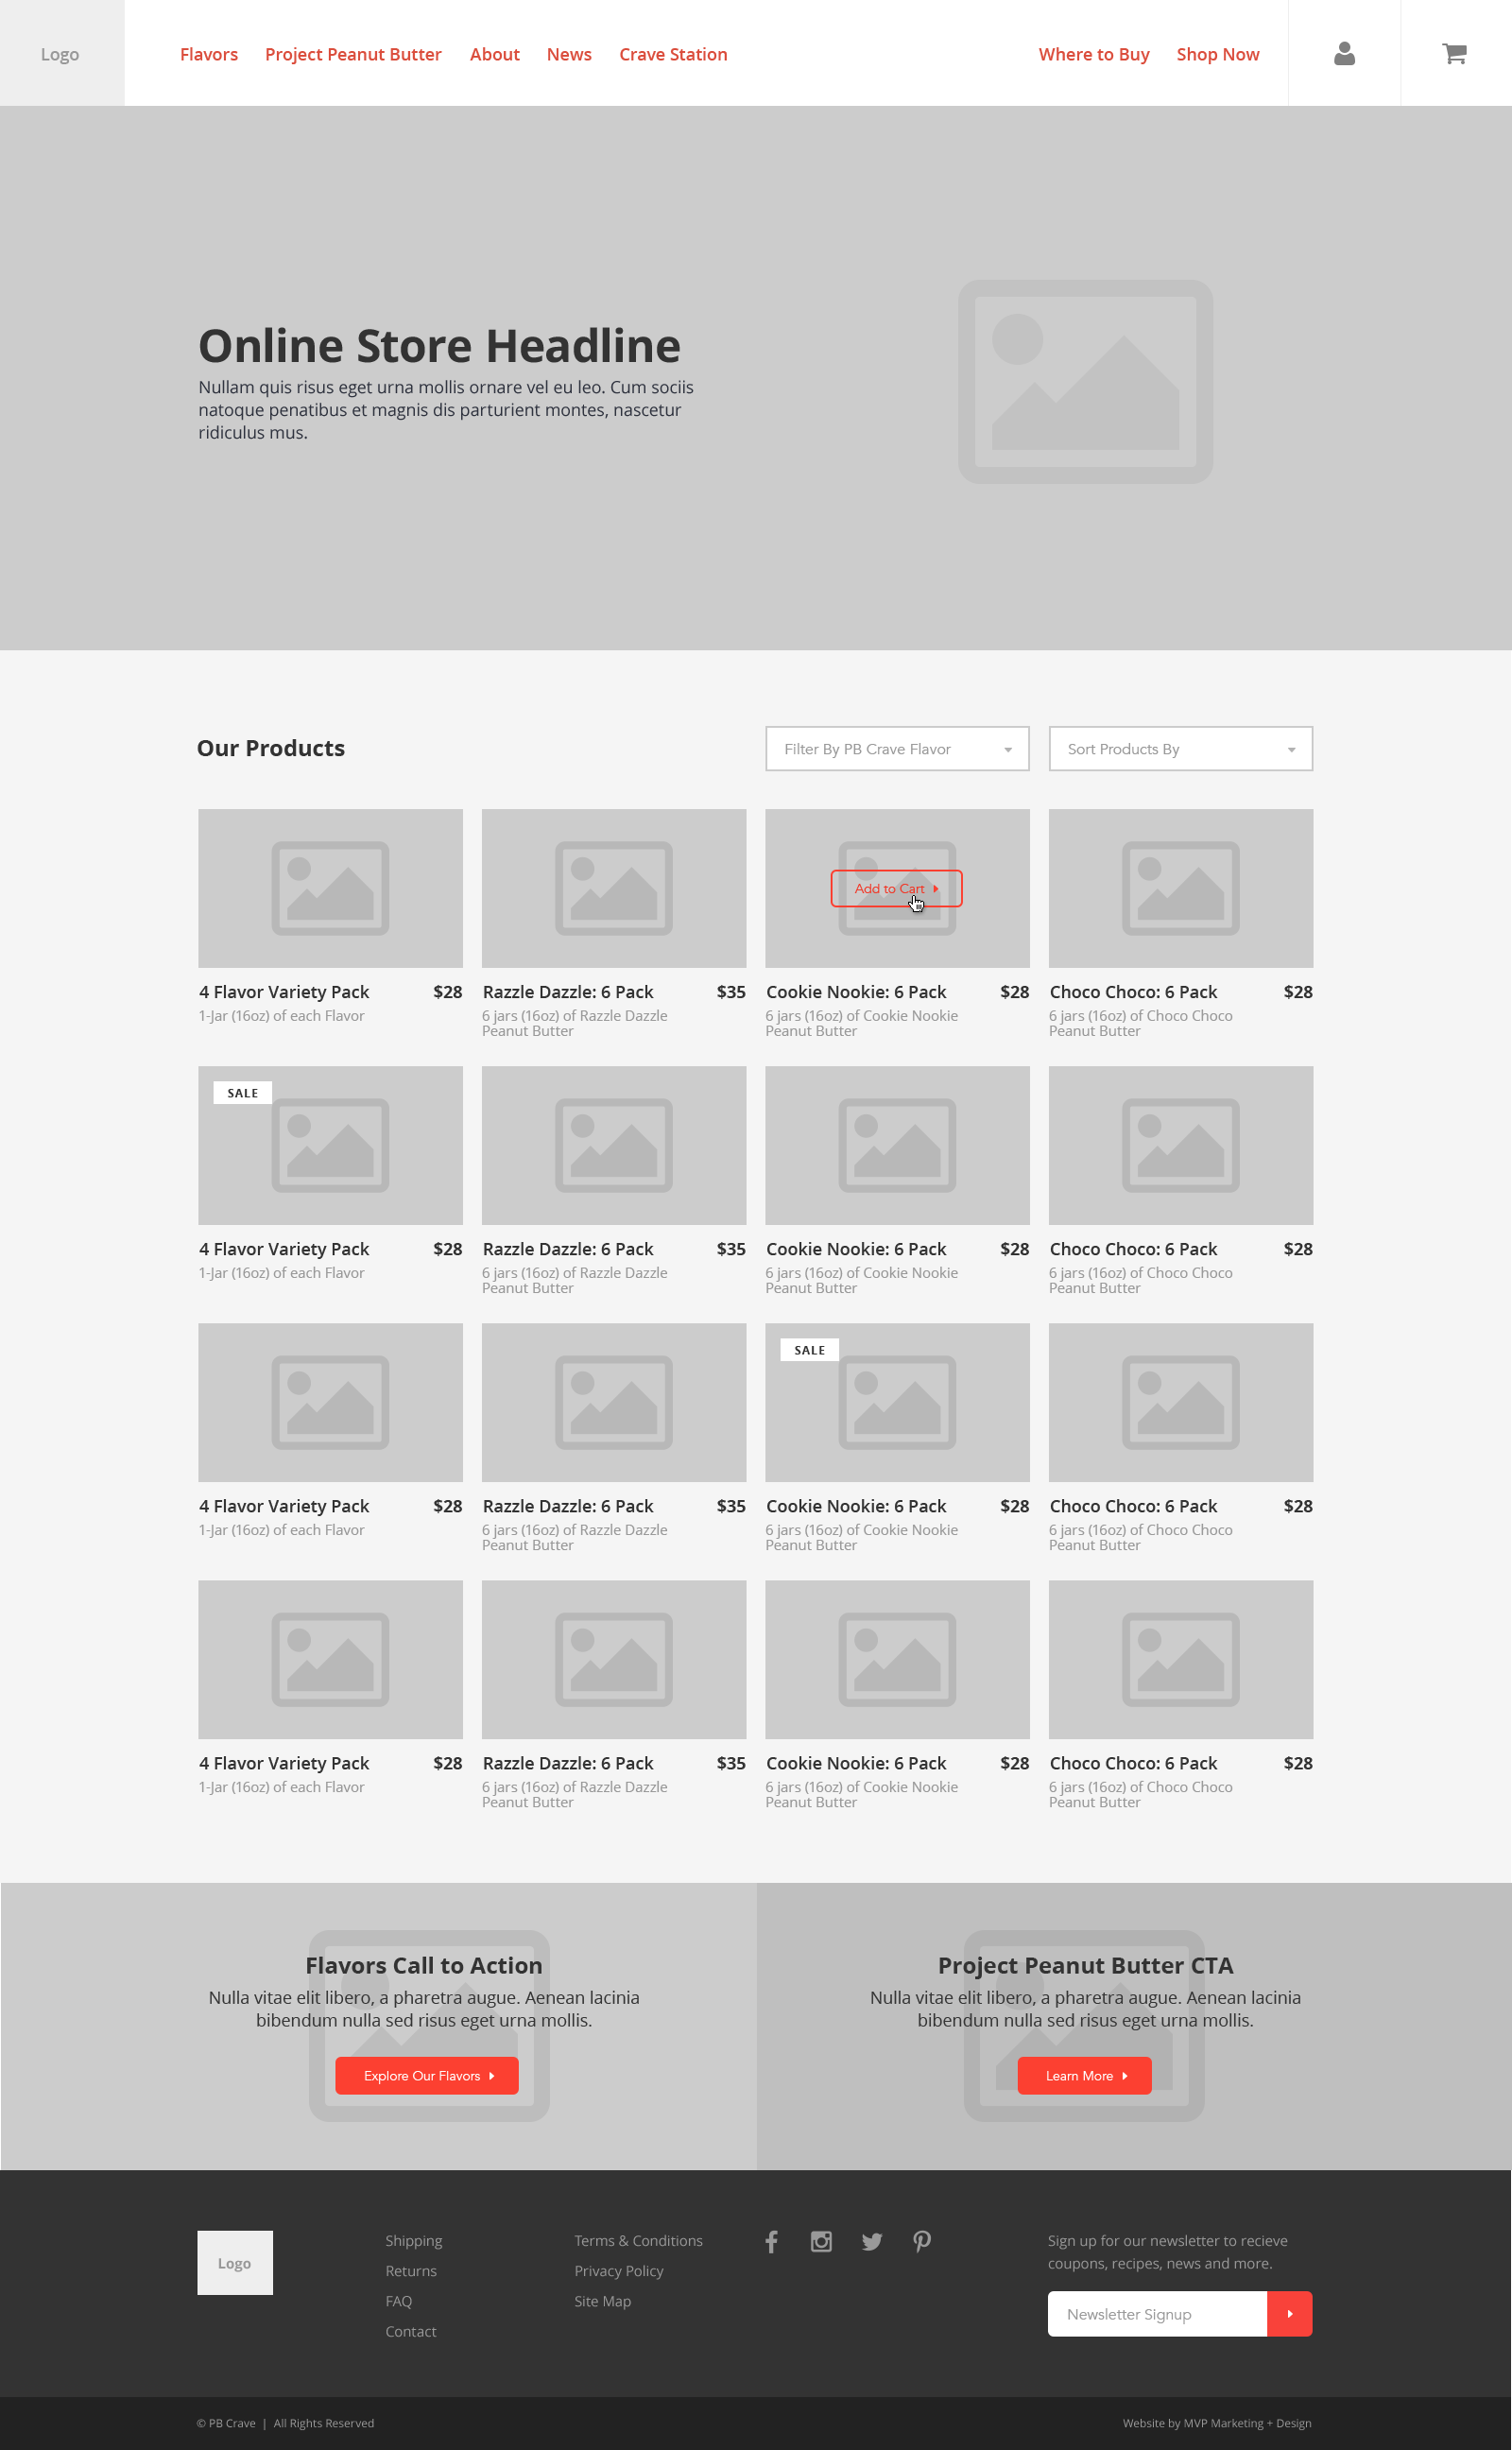 Logo
Flavors Project Peanut Butter About News Crave Station Where to Buy Shop Now
Online Store Headline
Nullam quis risus eget urna mollis ornare vel eu leo. Cum sociis
natoque penatibus et magnis dis parturient montes, nascetur
ridiculus mus.
Our Products
Filter By PB Crave Flavor
Sort Products By
Add to Cart
4 Flavor Variety Pack $28
1-Jar (16oz) of each Flavor
Razzle Dazzle: 6 Pack $35
6 jars (16oz) of Razzle Dazzle
Peanut Butter
Cookie Nookie: 6 Pack $28
6 jars (16oz) of Cookie Nookie
Peanut Butter
Choco Choco: 6 Pack $28
6 jars (16oz) of Choco Choco
Peanut Butter
SALE
4 Flavor Variety Pack $28
1-Jar (16oz) of each Flavor
Razzle Dazzle: 6 Pack $35
6 jars (16oz) of Razzle Dazzle
Peanut Butter
Cookie Nookie: 6 Pack $28
6 jars (16oz) of Cookie Nookie
Peanut Butter
Choco Choco: 6 Pack $28
6 jars (16oz) of Choco Choco
Peanut Butter
SALE
4 Flavor Variety Pack $28
1-Jar (16oz) of each Flavor
Razzle Dazzle: 6 Pack $35
6 jars (16oz) of Razzle Dazzle
Peanut Butter
Cookie Nookie: 6 Pack $28
6 jars (16oz) of Cookie Nookie
Peanut Butter
Choco Choco: 6 Pack $28
6 jars (16oz) of Choco Choco
Peanut Butter
4 Flavor Variety Pack $28
1-Jar (16oz) of each Flavor
Razzle Dazzle: 6 Pack $35
6 jars (16oz) of Razzle Dazzle
Peanut Butter
Cookie Nookie: 6 Pack $28
6 jars (16oz) of Cookie Nookie
Peanut Butter
Choco Choco: 6 Pack $28
6 jars (16oz) of Choco Choco
Peanut Butter
Flavors Call to Action
Nulla vitae elit libero, a pharetra augue. Aenean lacinia
bibendum nulla sed risus eget urna mollis.
Explore Our Flavors
Project Peanut Butter CTA
Nulla vitae elit libero, a pharetra augue. Aenean lacinia
bibendum nulla sed risus eget urna mollis.
Learn More
Logo
Shipping
Returns
FAQ
Contact
Terms & Conditions
Privacy Policy
Site Map
Sign up for our newsletter to recieve
coupons, recipes, news and more.
Newsletter Signup
© PB Crave | All Rights Reserved
Website by MVP Marketing + Design